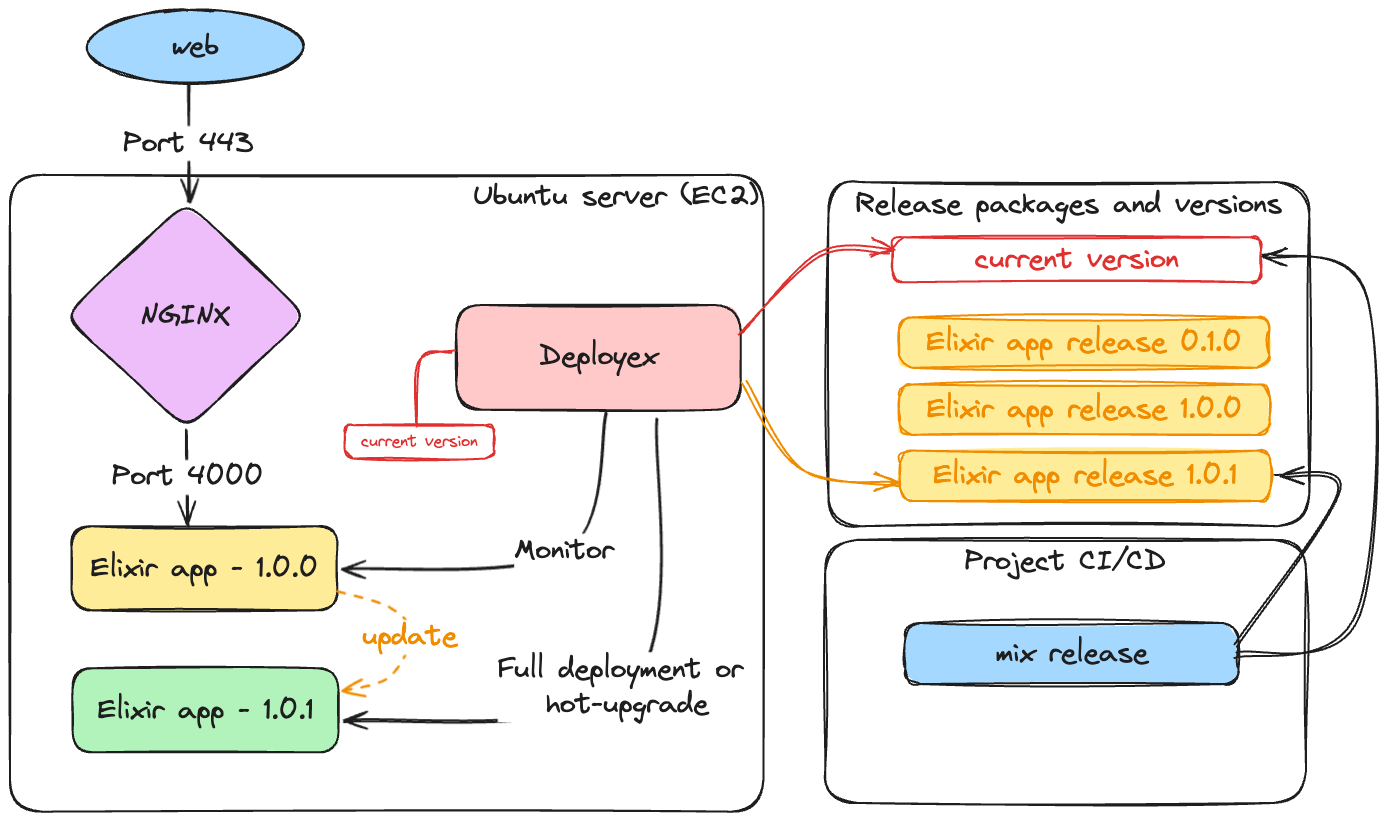 web
Port 443
Ubuntu server (EC2)
NGINX
Deployex
current version
Port 4000
Monitor
Elixir app - 1.0.0
update
Full deployment or
hot-upgrade
Elixir app - 1.0.1
Release packages and versions
current version
Elixir app release 0.1.0
Elixir app release 1.0.0
Elixir app release 1.0.1
Project CI/CD
mix release